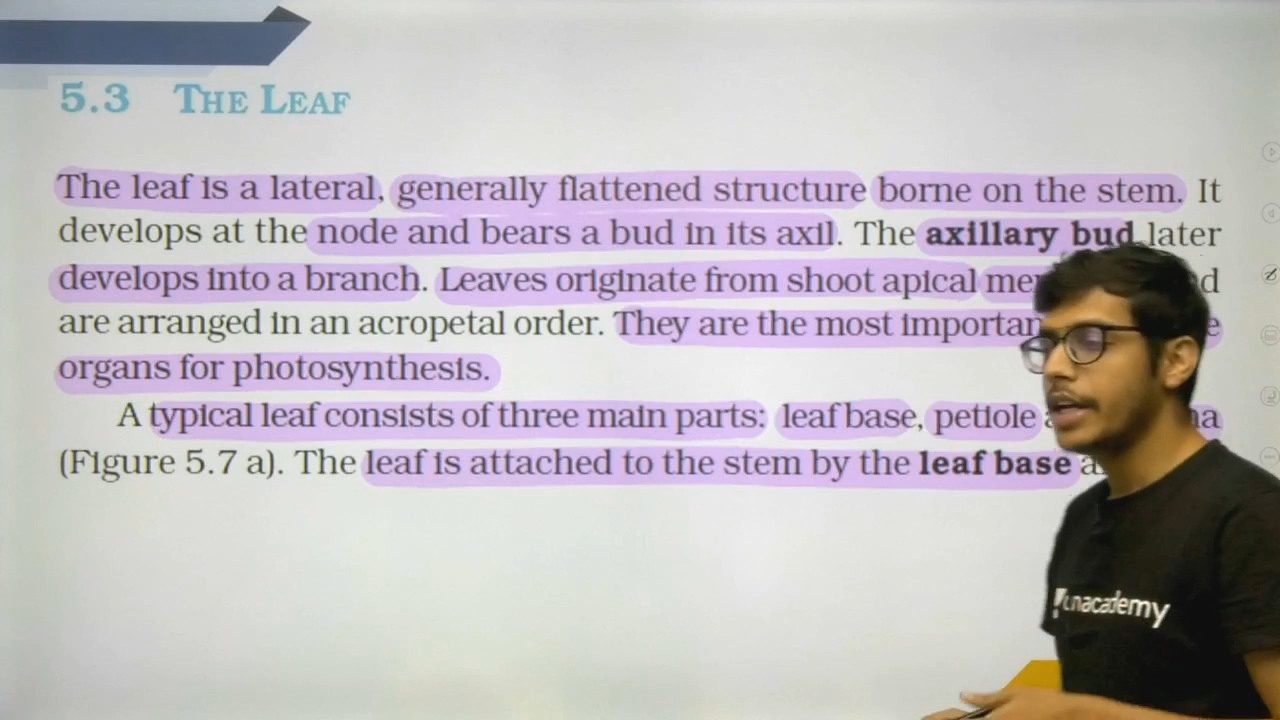 5.3 THE LEAF
The leaf is a lateral, generally flattened structure borne on the stem. It
develops at the node and bears a bud in its axil. The axillary bud later
develops into a branch. Leaves originate from shoot apical
are arranged in an acropetal order. They are the most
organs for photosynthesis.
A typical leaf consists of three main parts: leaf base, petiole
(Figure 5.7 a). The leaf is attached to the stem by the leaf base
unacademy